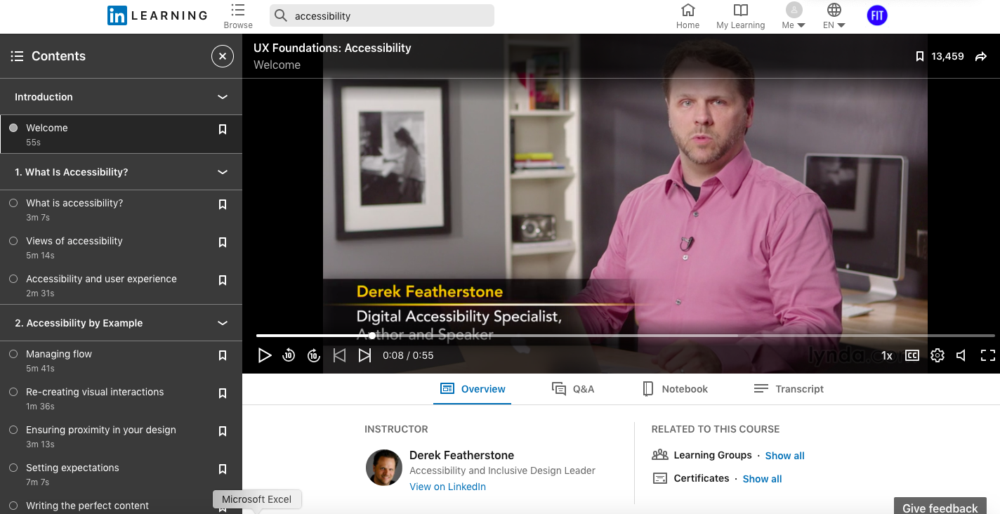 in LEARNING
Browse
accessibility
Home
My Learning
Me
EN
FIT
Contents
Introduction
Welcome
55s
1. What Is Accessibility?
What is accessibility?
3m 7s
Views of accessibility
5m 14s
Accessibility and user experience
2m 31s
2. Accessibility by Example
Managing flow
5m 41s
Re-creating visual interactions
1m 36s
Ensuring proximity in your design
3m 13s
Setting expectations
7m 7s
Writing the perfect content
Microsoft Excel
UX Foundations: Accessibility
Welcome
13,459
Derek Featherstone
Digital Accessibility Specialist,
Author and Speaker
10
10
0:08 / 0:55
lynda.com
1x
CC
Overview
Q&A
Notebook
Transcript
INSTRUCTOR
Derek Featherstone
Accessibility and Inclusive Design Leader
View on LinkedIn
RELATED TO THIS COURSE
Learning Groups · Show all
Certificates · Show all
Give feedback